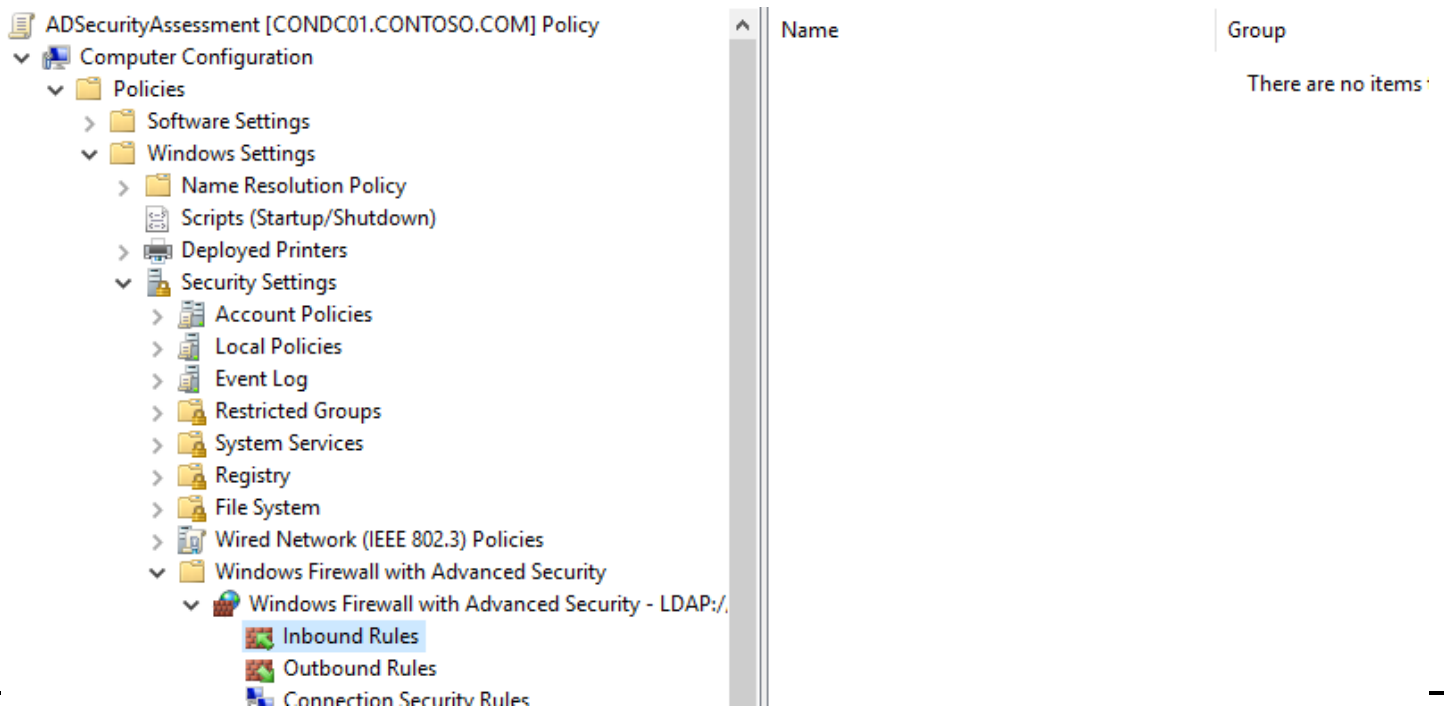 ADSecurityAssessment [CONDC01.CONTOSO.COM] Policy
Computer Configuration
Policies
Software Settings
Windows Settings
Name Resolution Policy
Scripts (Startup/Shutdown)
Deployed Printers
Security Settings
Account Policies
Local Policies
Event Log
Restricted Groups
System Services
Registry
File System
Wired Network (IEEE 802.3) Policies
Windows Firewall with Advanced Security
Windows Firewall with Advanced Security - LDAP:/
Inbound Rules
Outbound Rules
Connection Security Rules
Name Group
There are no items